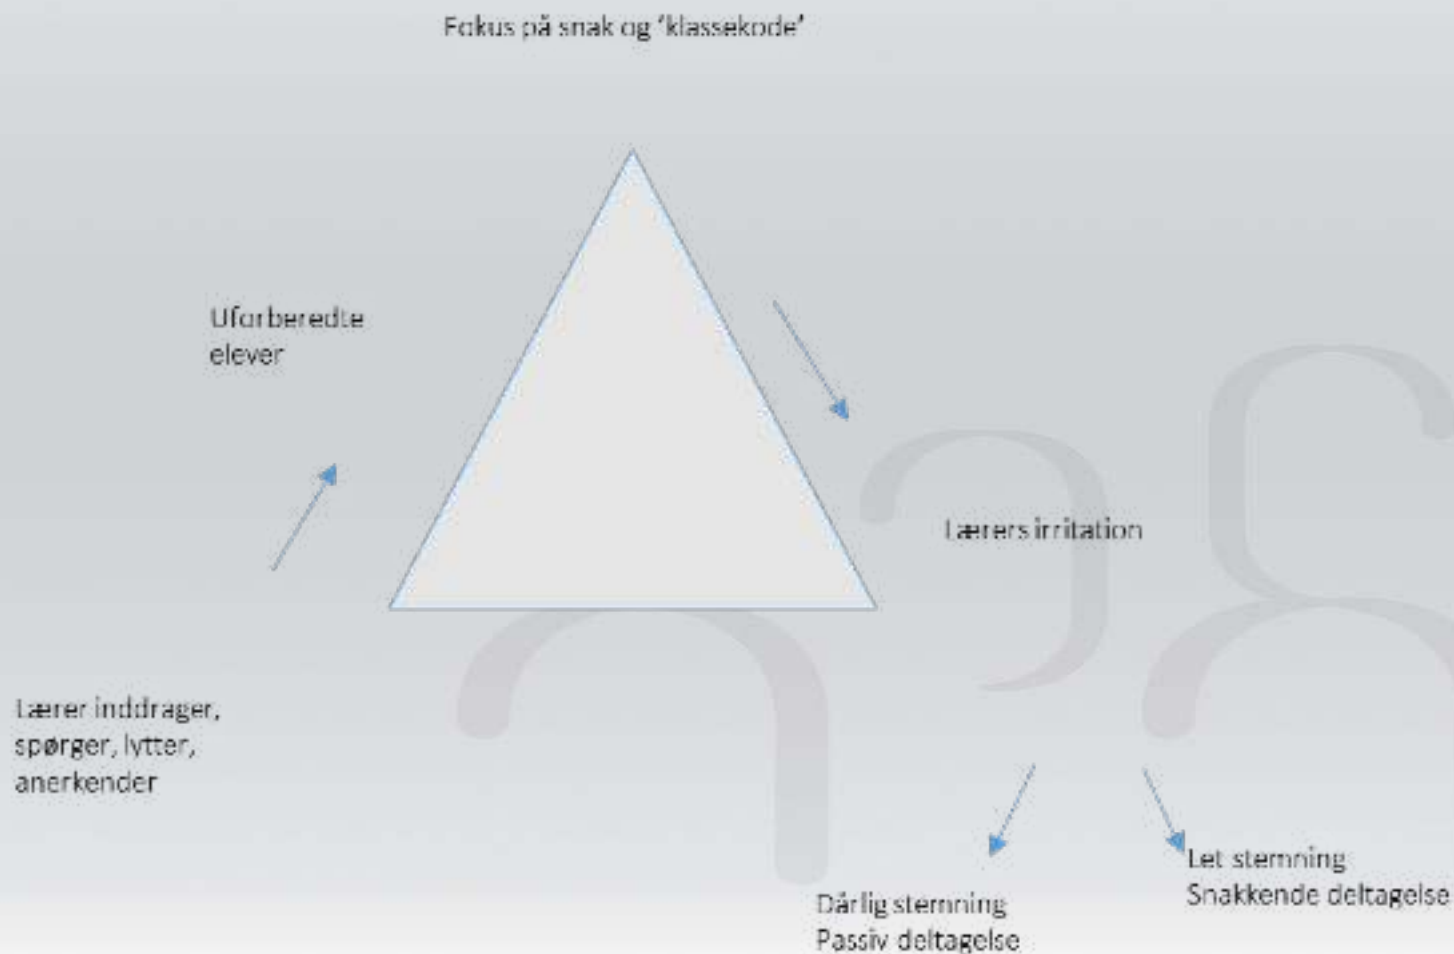 Fokus på snak og ‘klassekode’
Uforberedte
elever
Lærers irritation
Lærer inddrager,
spørger, lytter,
anerkender
Let stemning
Snakkende deltagelse
Dårlig stemning
Passiv deltagelse